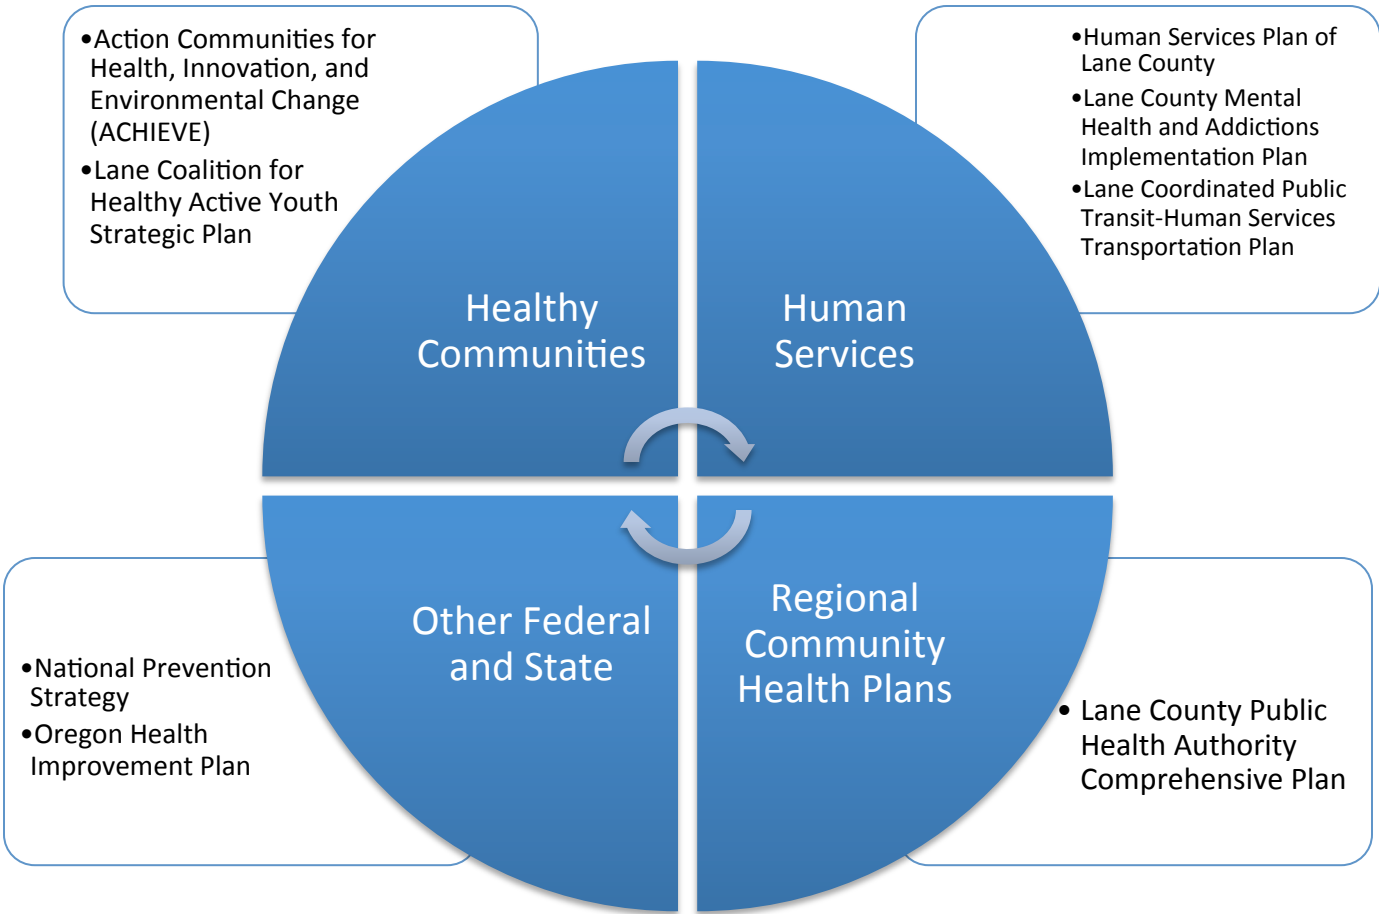 •Action Communities for
Health, Innovation, and
Environmental Change
(ACHIEVE)
•Lane Coalition for
Healthy Active Youth
Strategic Plan
•Human Services Plan of
Lane County
•Lane County Mental
Health and Addictions
Implementation Plan
•Lane Coordinated Public
Transit-Human Services
Transportation Plan
Healthy
Communities
Human
Services
Other Federal
and State
Regional
Community
Health Plans
•National Prevention
Strategy
•Oregon Health
Improvement Plan
• Lane County Public
Health Authority
Comprehensive Plan